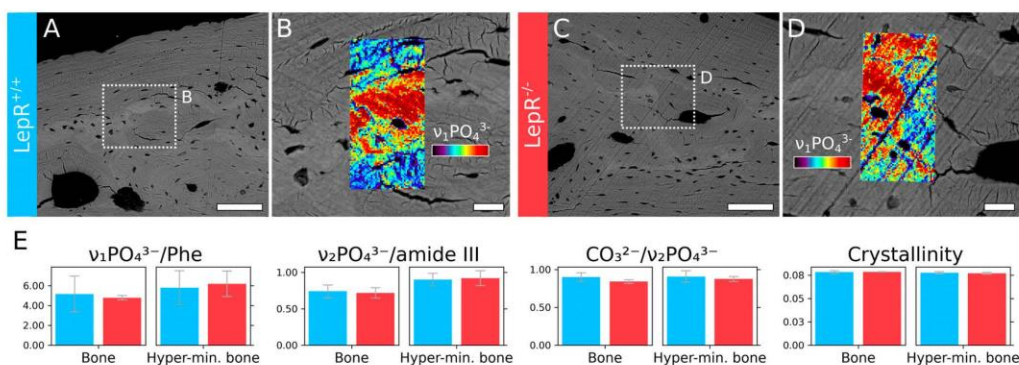 LepR+/+
A
B
B
ν₁PO₄³⁻
LepR-/-
C
D
D
ν₁PO₄³⁻
E
ν₁PO₄³⁻/Phe
6.00
4.00
2.00
0.00
Bone
Hyper-min. bone
ν₂PO₄³⁻/amide III
1.00
0.50
0.00
Bone
Hyper-min. bone
CO₃²⁻/ν₂PO₄³⁻
1.00
0.50
0.00
Bone
Hyper-min. bone
Crystallinity
0.08
0.05
0.03
0.00
Bone
Hyper-min. bone